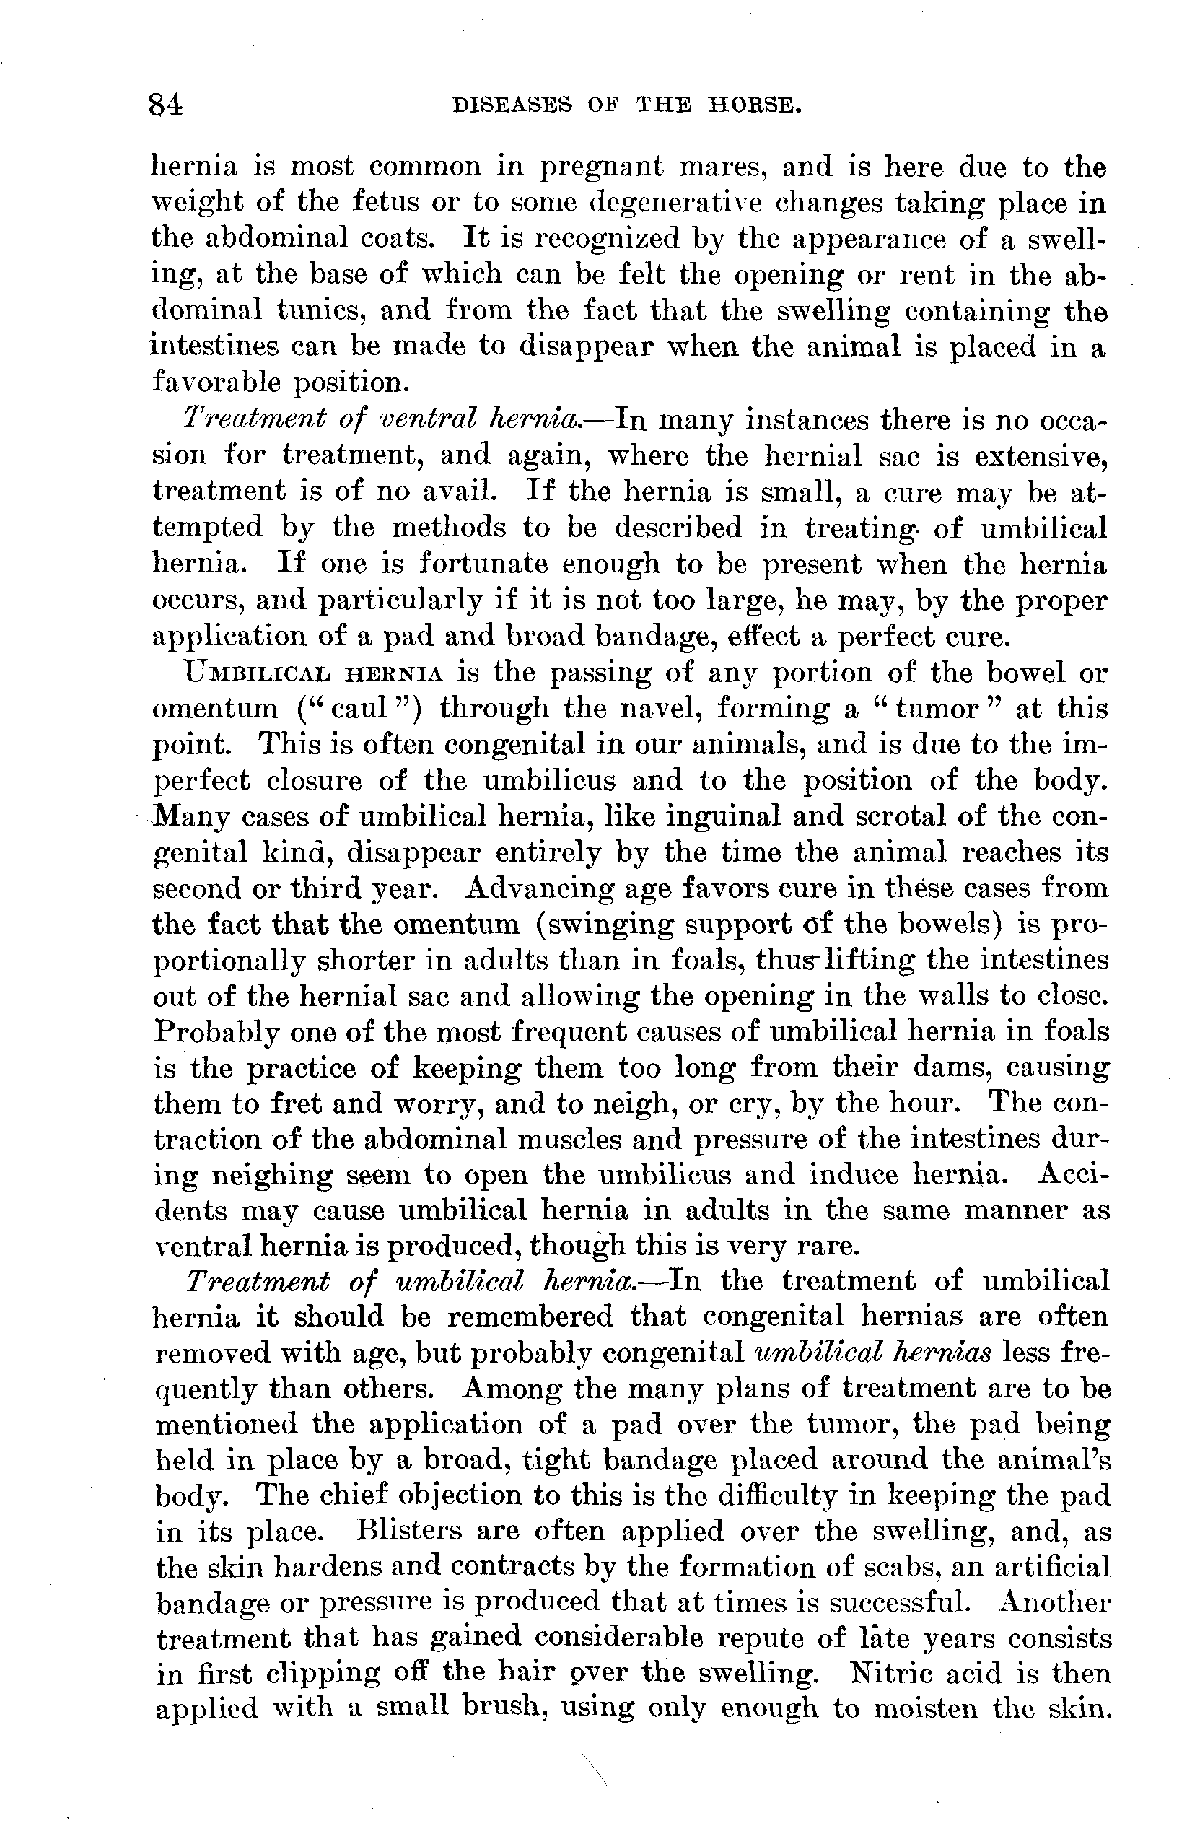 84 DISEASES OF THE HORSE.
hernia is most common in pregnant mares, and is here due to the
weight of the fetus or to some degenerative changes taking place in
the abdominal coats. It is recognized by the appearance of a swell-
ing, at the base of which can be felt the opening or rent in the ab-
dominal tunics, and from the fact that the swelling containing the
intestines can be made to disappear when the animal is placed in a
favorable position.
Treatment of ventral hernia.—In many instances there is no occa-
sion for treatment, and again, where the hernial sac is extensive,
treatment is of no avail. If the hernia is small, a cure may be at-
tempted by the methods to be described in treating of umbilical
hernia. If one is fortunate enough to be present when the hernia
occurs, and particularly if it is not too large, he may, by the proper
application of a pad and broad bandage, effect a perfect cure.
UMBILICAL HERNIA is the passing of any portion of the bowel or
omentum ("caul") through the navel, forming a "tumor" at this
point. This is often congenital in our animals, and is due to the im-
perfect closure of the umbilicus and to the position of the body.
Many cases of umbilical hernia, like inguinal and scrotal of the con-
genital kind, disappear entirely by the time the animal reaches its
second or third year. Advancing age favors cure in these cases from
the fact that the omentum (swinging support of the bowels) is pro-
portionally shorter in adults than in foals, thus lifting the intestines
out of the hernial sac and allowing the opening in the walls to close.
Probably one of the most frequent causes of umbilical hernia in foals
is the practice of keeping them too long from their dams, causing
them to fret and worry, and to neigh, or cry, by the hour. The con-
traction of the abdominal muscles and pressure of the intestines dur-
ing neighing seem to open the umbilicus and induce hernia. Acci-
dents may cause umbilical hernia in adults in the same manner as
ventral hernia is produced, though this is very rare.
Treatment of umbilical hernia.—In the treatment of umbilical
hernia it should be remembered that congenital hernias are often
removed with age, but probably congenital umbilical hernias less fre-
quently than others. Among the many plans of treatment are to be
mentioned the application of a pad over the tumor, the pad being
held in place by a broad, tight bandage placed around the animal's
body. The chief objection to this is the difficulty in keeping the pad
in its place. Blisters are often applied over the swelling, and, as
the skin hardens and contracts by the formation of scabs, an artificial
bandage or pressure is produced that at times is successful. Another
treatment that has gained considerable repute of late years consists
in first clipping off the hair over the swelling. Nitric acid is then
applied with a small brush, using only enough to moisten the skin.